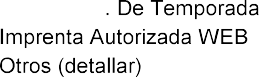 . De Temporada
Imprenta Autorizada WEB
Otros (detallar)